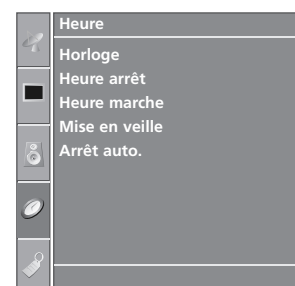 Heure
Horloge
Heure arrêt
Heure marche
Mise en veille
Arrêt auto.